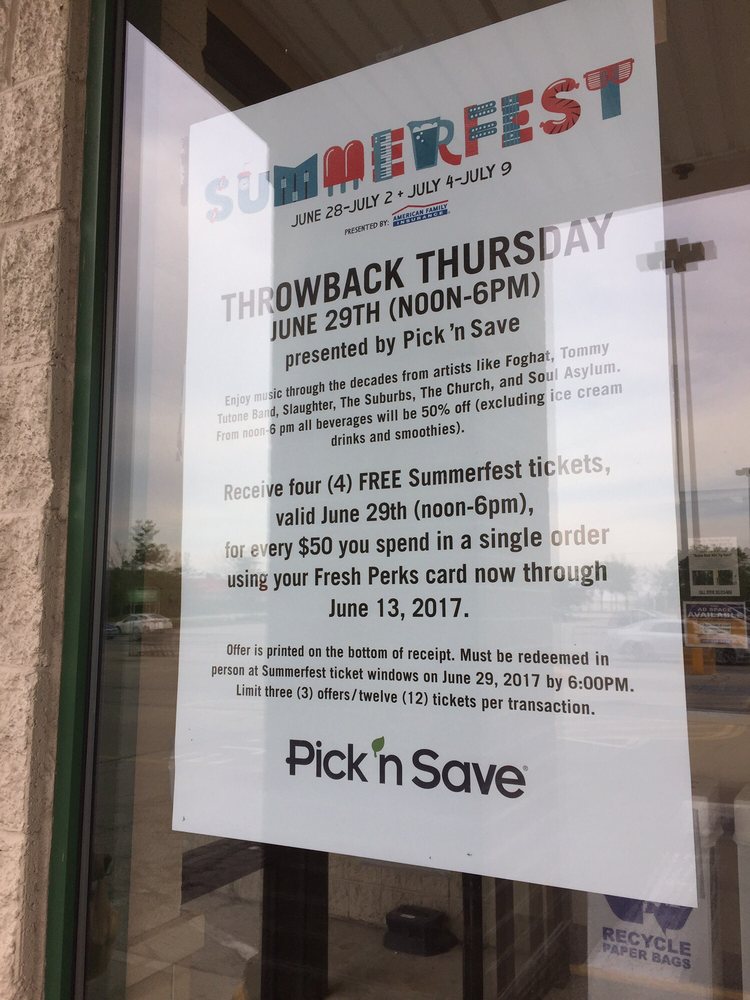 SUMMERFEST
JUNE 28-JULY 2 + JULY 4-JULY 9
PRESENTED BY: AMERICAN FAMILY INSURANCE
THROWBACK THURSDAY
JUNE 29TH (NOON-6PM)
presented by Pick 'n Save
Enjoy music through the decades from artists like Foghat, Tommy
Tutone Band, Slaughter, The Suburbs, The Church, and Soul Asylum.
From noon-6 pm all beverages will be 50% off (excluding ice cream
drinks and smoothies).
Receive four (4) FREE Summerfest tickets,
valid June 29th (noon-6pm),
for every $50 you spend in a single order
using your Fresh Perks card now through
June 13, 2017.
Offer is printed on the bottom of receipt. Must be redeemed in
person at Summerfest ticket windows on June 29, 2017 by 6:00PM.
Limit three (3) offers/twelve (12) tickets per transaction.
Pick 'n Save
AD SPACE
AVAILABLE
RECYCLE
PAPER BAGS